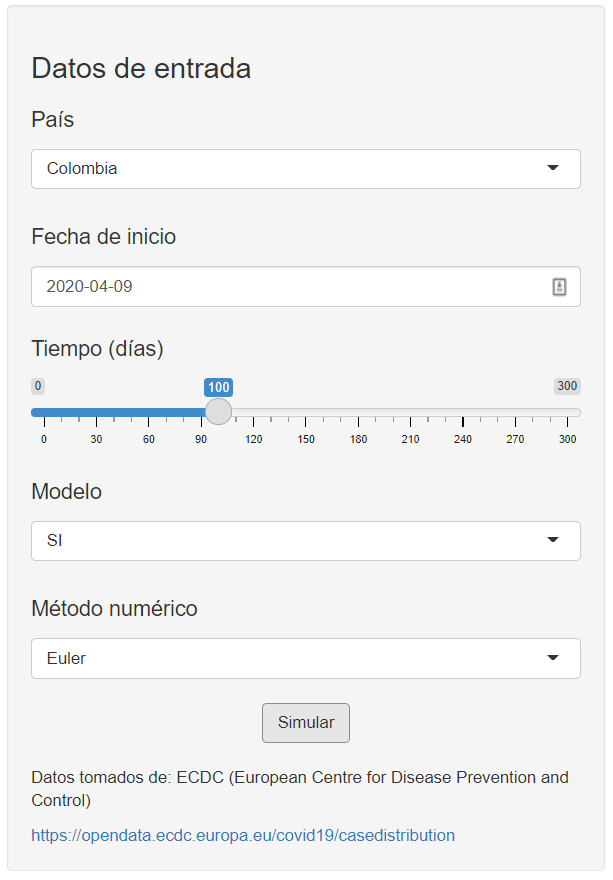 Datos de entrada
País
Colombia
Fecha de inicio
2020-04-09
Tiempo (días)
0 100 300
0 30 60 90 120 150 180 210 240 270 300
Modelo
SI
Método numérico
Euler
Simular
Datos tomados de: ECDC (European Centre for Disease Prevention and
Control)
https://opendata.ecdc.europa.eu/covid19/casedistribution